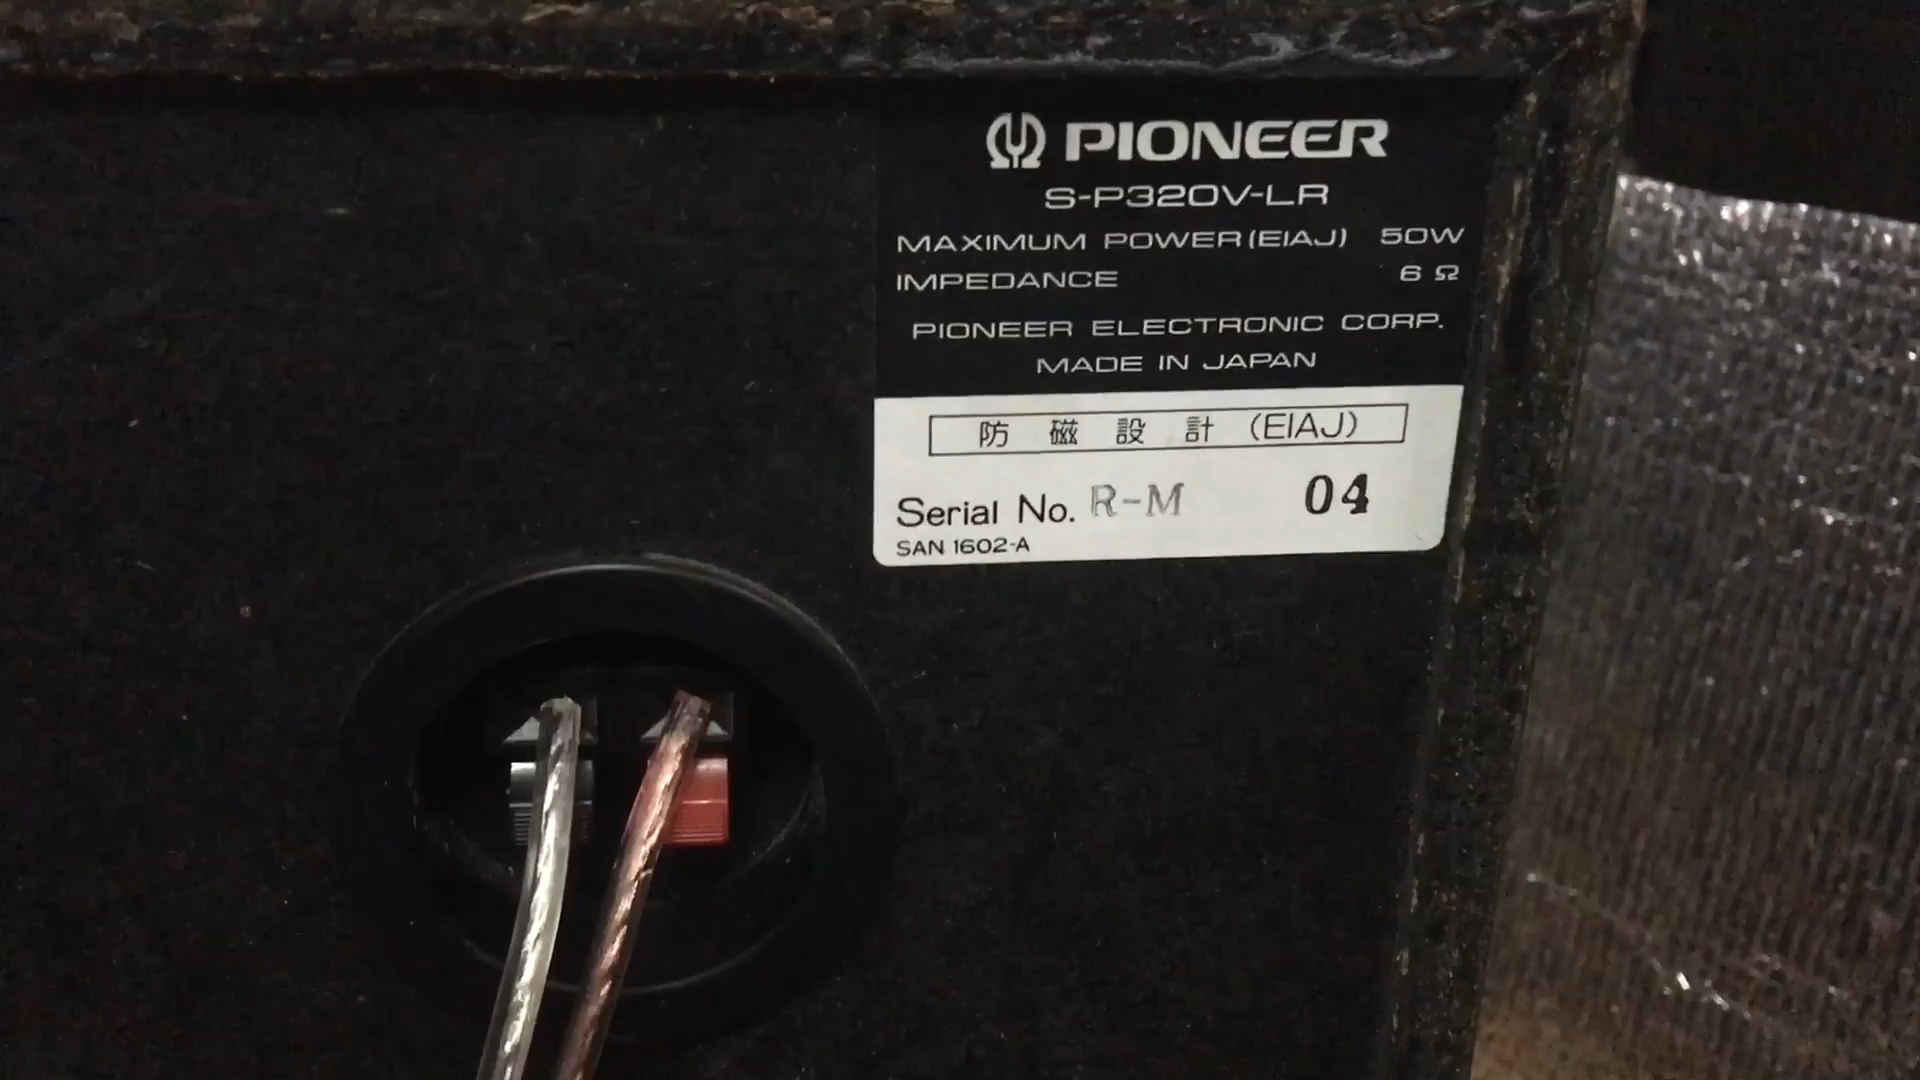 PIONEER
S-P320V-LR
MAXIMUM POWER(EIAJ) 50W
IMPEDANCE 6 Ω
PIONEER ELECTRONIC CORP.
MADE IN JAPAN
防 磁 設 計 (EIAJ)
Serial No. R-M 04
SAN 1602-A